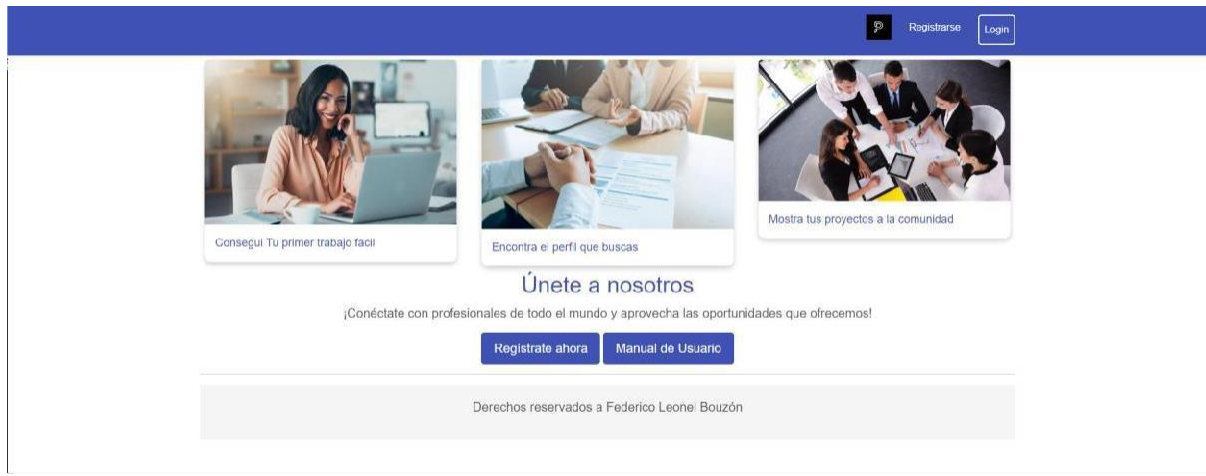 Registrarse
Login
Consegui Tu primer trabajo facil
Encontra el perfil que buscas
Mostra tus proyectos a la comunidad
Únete a nosotros
¡Conéctate con profesionales de todo el mundo y aprovecha las oportunidades que ofrecemos!
Registrate ahora
Manual de Usuario
Derechos reservados a Federico Leonel Bouzón